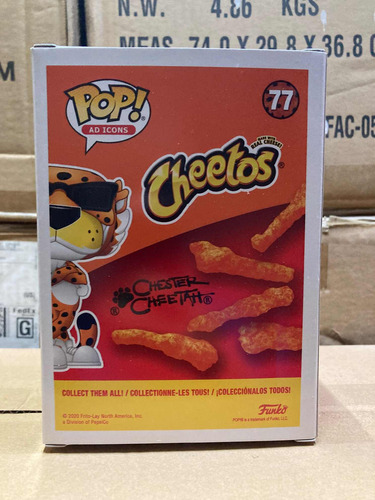 N.W. 4.86 KGS
MEAS 74.0 X 29.8 X 36.8
M
FAC-05
POP!
AD ICONS
77
MADE WITH
REAL CHEESE!
Cheetos®
CHESTER
® CHEETAH®
FedEx
G
COLLECT THEM ALL! / COLLECTIONNE-LES TOUS! / ¡COLECCIÓNALOS TODOS!
© 2020 Frito-Lay North America, Inc.
a Division of PepsiCo
Funko
POP! is a trademark of Funko, LLC.